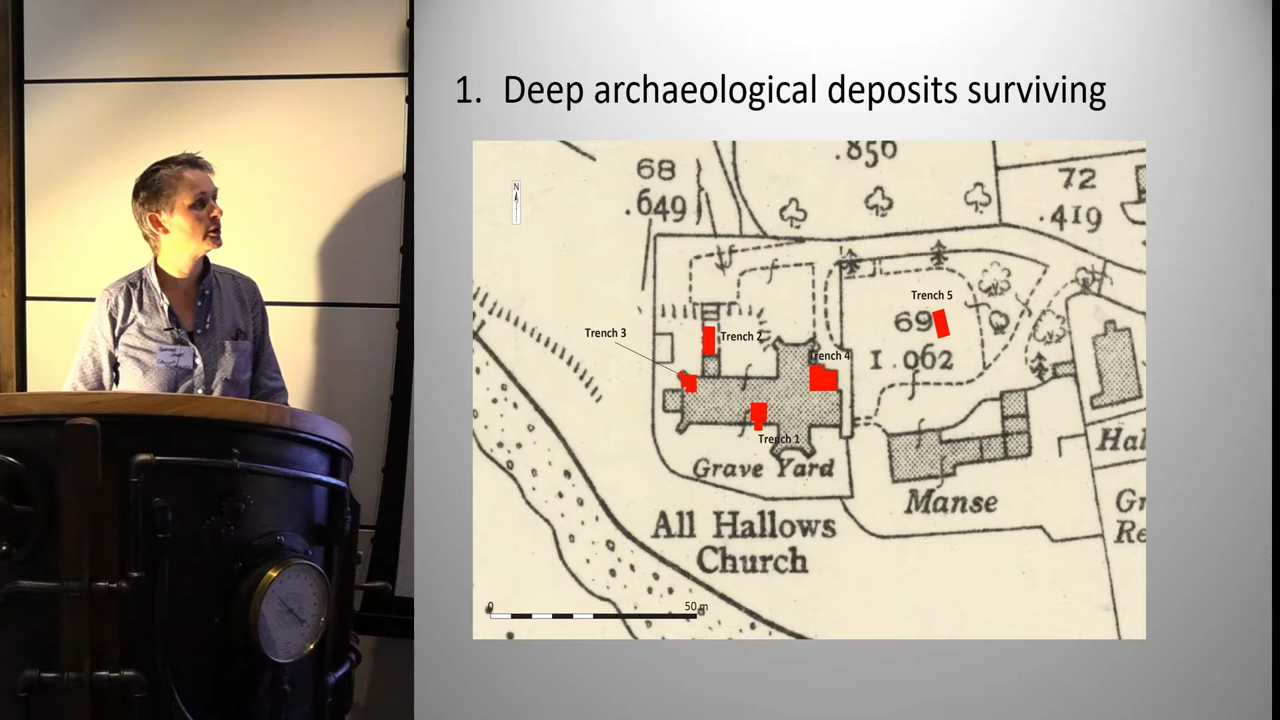 1. Deep archaeological deposits surviving
.856
68
.649
72
.419
N
Trench 5
69
1.062
Trench 3
Trench 2
Trench 4
Trench 1
Grave Yard
Manse
Hal
Gr
Re
All Hallows
Church
0
50 m